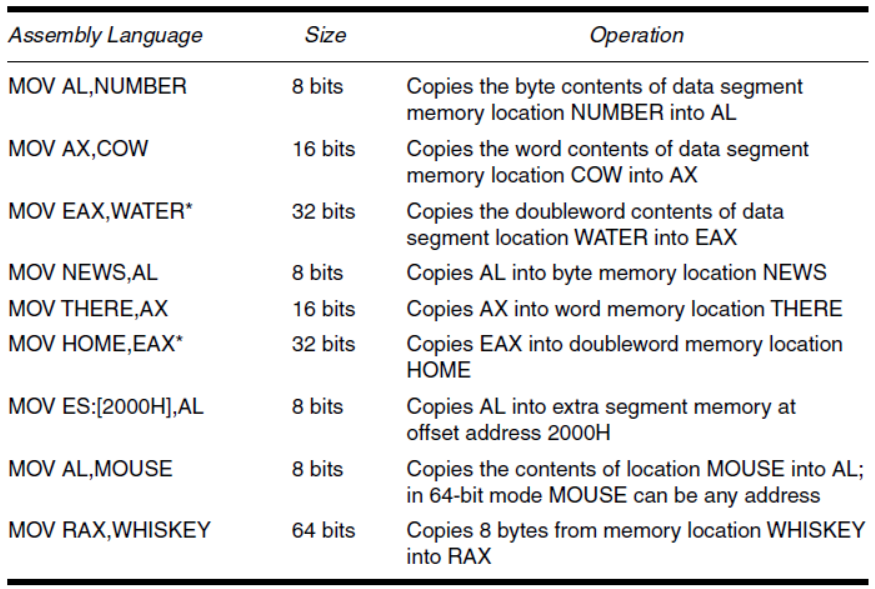 Assembly Language Size Operation
MOV AL,NUMBER 8 bits Copies the byte contents of data segment
memory location NUMBER into AL
MOV AX,COW 16 bits Copies the word contents of data segment
memory location COW into AX
MOV EAX,WATER* 32 bits Copies the doubleword contents of data
segment location WATER into EAX
MOV NEWS,AL 8 bits Copies AL into byte memory location NEWS
MOV THERE,AX 16 bits Copies AX into word memory location THERE
MOV HOME,EAX* 32 bits Copies EAX into doubleword memory location
HOME
MOV ES:[2000H],AL 8 bits Copies AL into extra segment memory at
offset address 2000H
MOV AL,MOUSE 8 bits Copies the contents of location MOUSE into AL;
in 64-bit mode MOUSE can be any address
MOV RAX,WHISKEY 64 bits Copies 8 bytes from memory location WHISKEY
into RAX